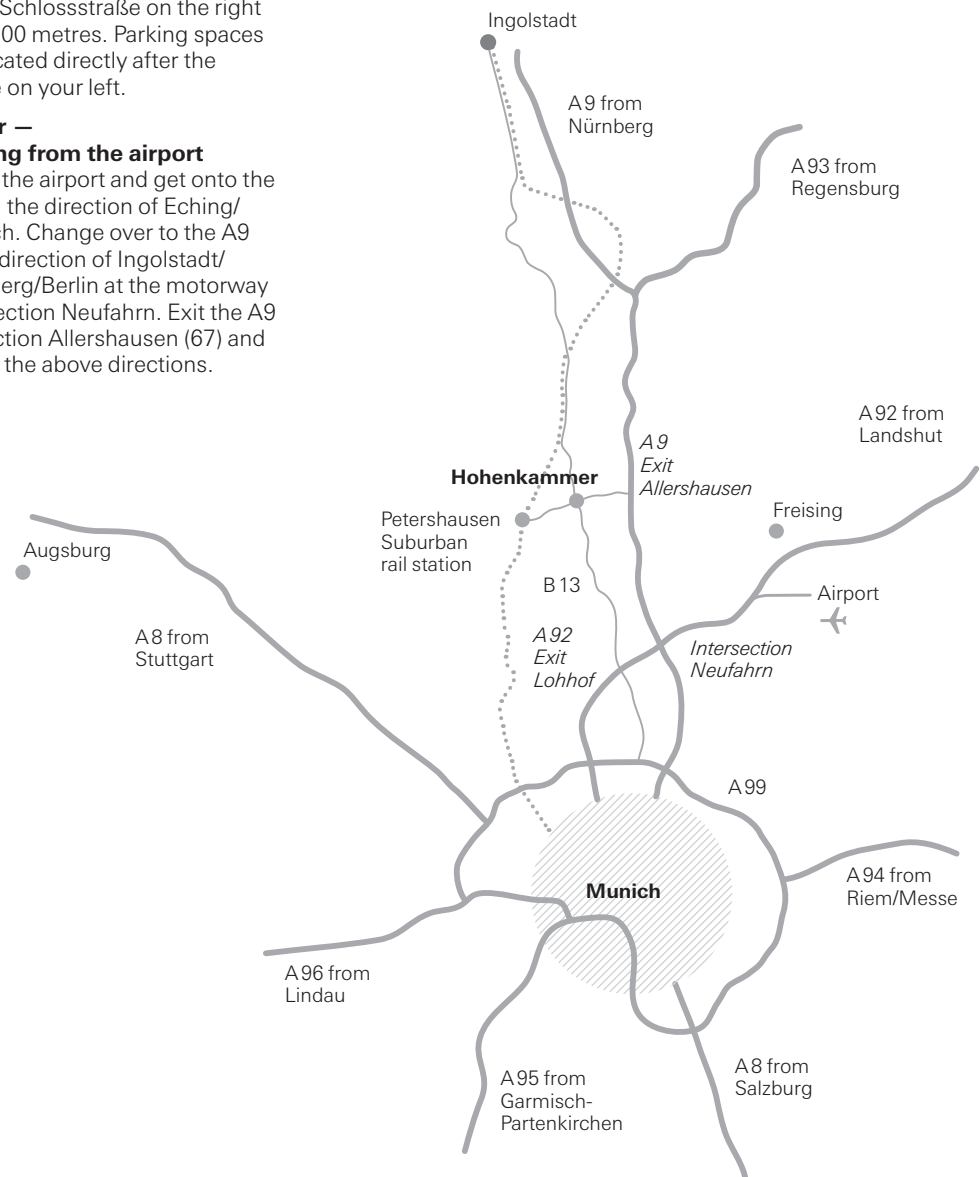 Schlossstraße on the right
00 metres. Parking spaces
cated directly after the
on your left.
r —
ng from the airport
the airport and get onto the
the direction of Eching/
ch. Change over to the A9
direction of Ingolstadt/
erg/Berlin at the motorway
ection Neufahrn. Exit the A9
ction Allershausen (67) and
the above directions.
Ingolstadt
A9 from
Nürnberg
A93 from
Regensburg
A92 from
Landshut
A9
Exit
Allershausen
Hohenkammer
Freising
Petershausen
Suburban
rail station
Augsburg
B13
Airport
A8 from
Stuttgart
A92
Exit
Lohhof
Intersection
Neufahrn
A99
A94 from
Riem/Messe
Munich
A96 from
Lindau
A95 from
Garmisch-
Partenkirchen
A8 from
Salzburg